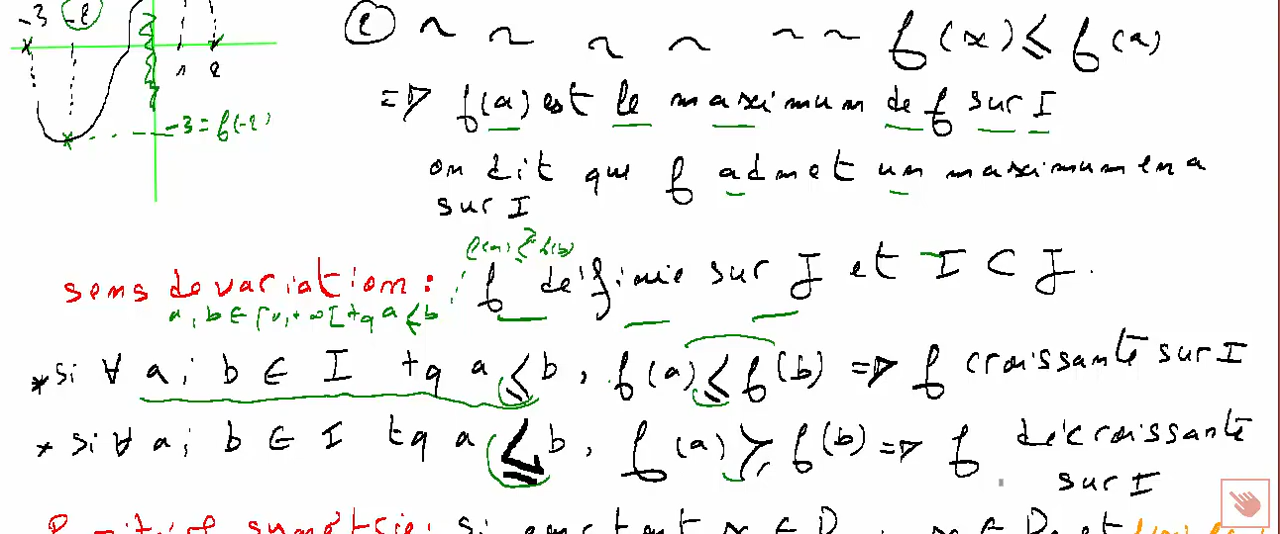 -3 -2
1 2
-3 = f(-2)
② ~ ~ ~ ~ ~ ~ f(x) ≤ f(a)
=> f(a) est le maximum de f sur I
on dit que f admet un maximum en a
sur I
f(a) ≥ f(b)
sens de variation : f définie sur J et I ⊂ J.
a, b ∈ [0, +∞[ tq a ≤ b
* si ∀ a ; b ∈ I tq a ≤ b, f(a) ≤ f(b) => f croissante sur I
* si ∀ a ; b ∈ I tq a ≤ b, f(a) ≥ f(b) => f décroissante
sur I